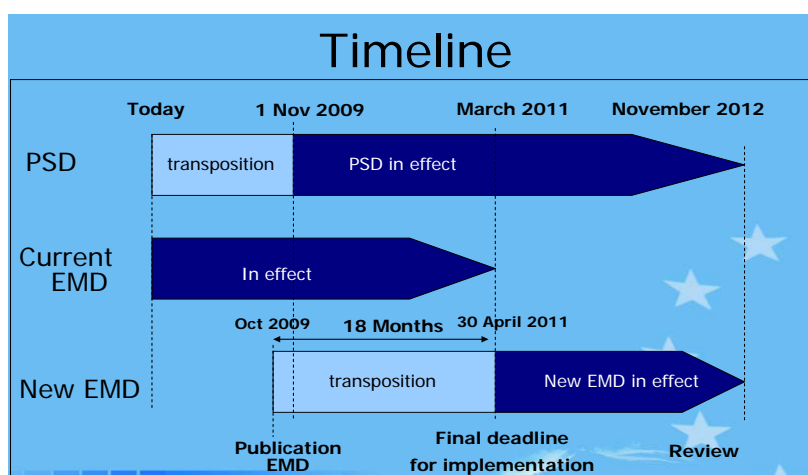 Timeline
Today 1 Nov 2009 March 2011 November 2012
PSD transposition PSD in effect
Current
EMD
In effect
Oct 2009 18 Months 30 April 2011
New EMD transposition New EMD in effect
Publication
EMD
Final deadline
for implementation
Review